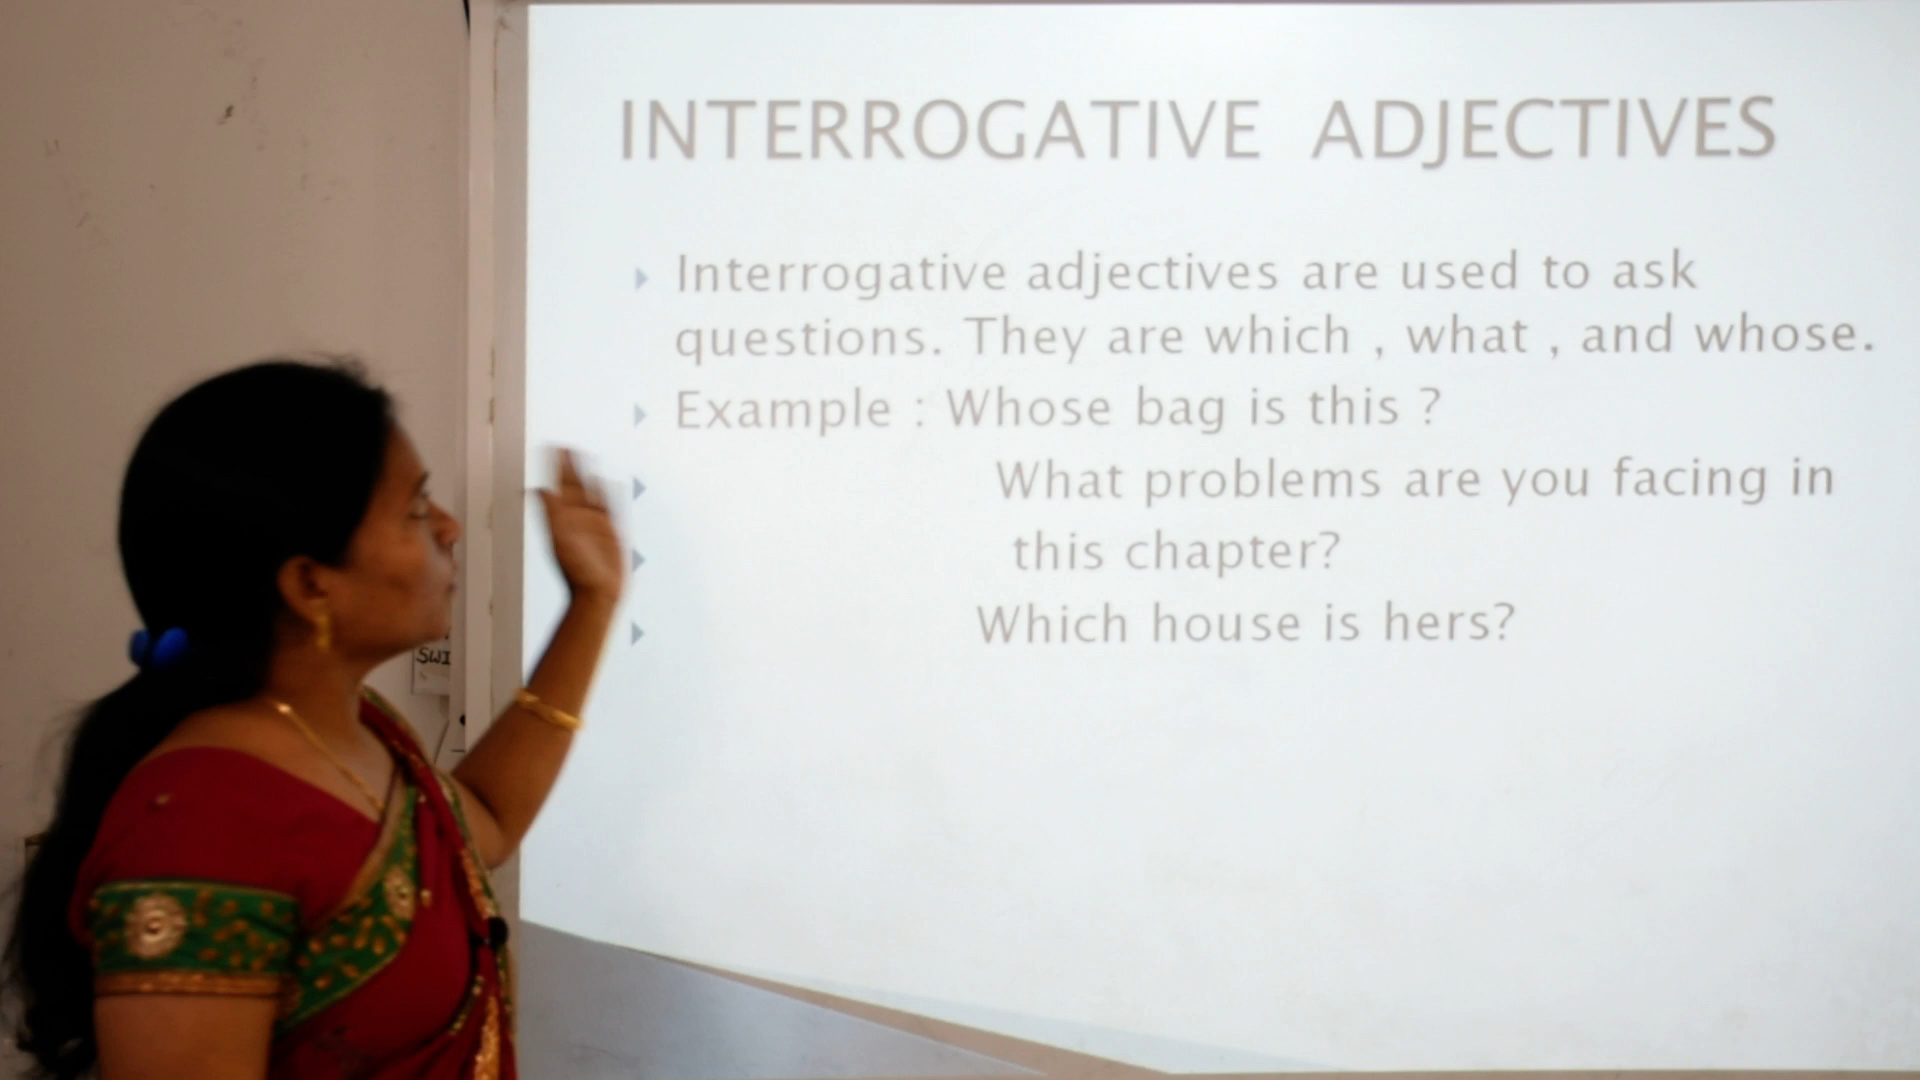 INTERROGATIVE ADJECTIVES
Interrogative adjectives are used to ask
questions. They are which , what , and whose.
Example : Whose bag is this ?
What problems are you facing in
this chapter?
Which house is hers?
SWI